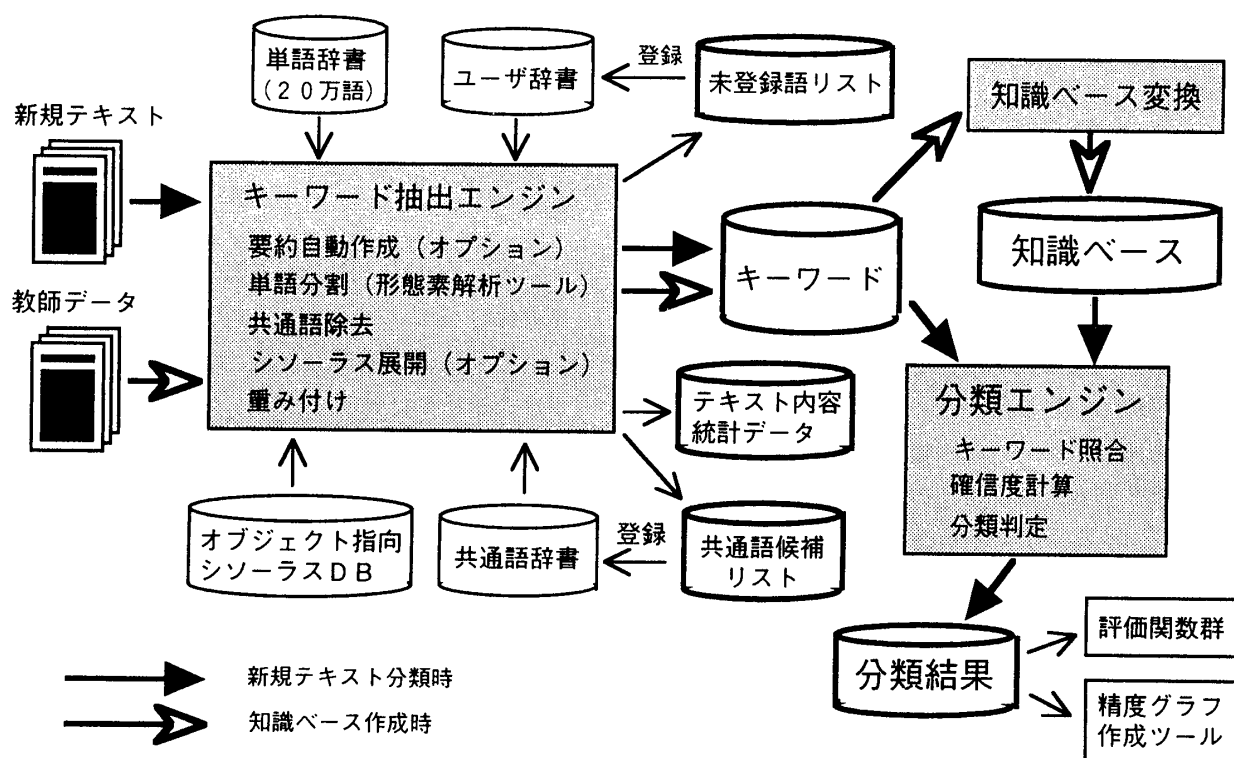 単語辞書
(20万語)
ユーザ辞書
登録
未登録語リスト
知識ベース変換
新規テキスト
キーワード抽出エンジン
要約自動作成(オプション)
単語分割(形態素解析ツール)
共通語除去
シソーラス展開(オプション)
重み付け
キーワード
知識ベース
教師データ
テキスト内容
統計データ
分類エンジン
キーワード照合
確信度計算
分類判定
オブジェクト指向
シソーラスDB
共通語辞書
登録
共通語候補
リスト
分類結果
評価関数群
精度グラフ
作成ツール
新規テキスト分類時
知識ベース作成時